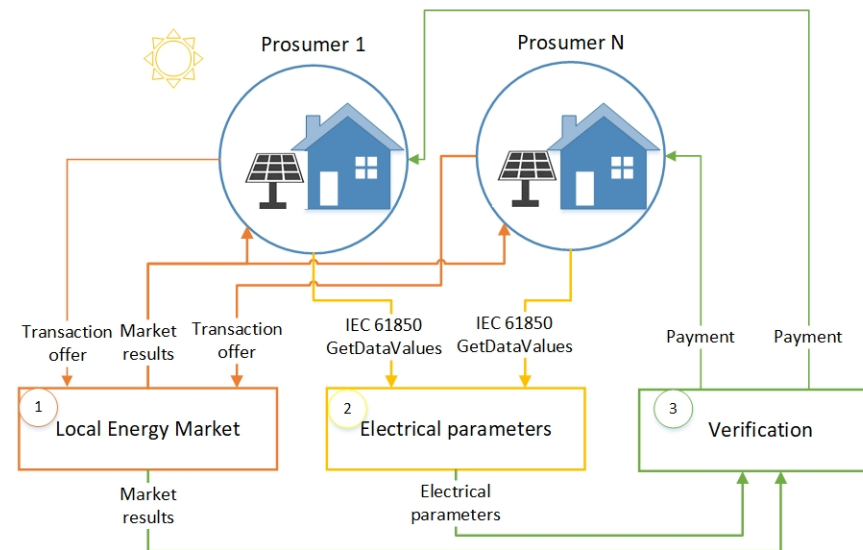 Prosumer 1
Prosumer N
Transaction
offer
Market
results
Transaction
offer
IEC 61850
GetDataValues
IEC 61850
GetDataValues
Payment
Payment
1
Local Energy Market
2
Electrical parameters
3
Verification
Market
results
Electrical
parameters